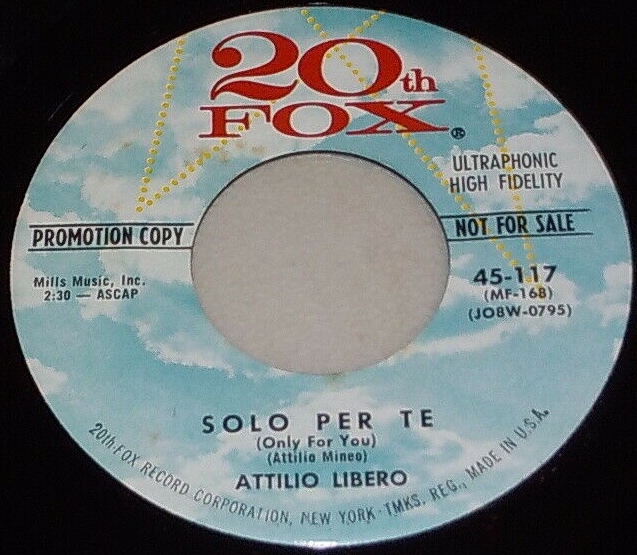 20th
FOX®
ULTRAPHONIC
HIGH FIDELITY
PROMOTION COPY
NOT FOR SALE
Mills Music, Inc.
2:30 — ASCAP
45-117
(MF-168)
(JO8W-0795)
SOLO PER TE
(Only For You)
(Attilio Mineo)
ATTILIO LIBERO
20th-FOX RECORD CORPORATION, NEW YORK-TMKS. REG., MADE IN U.S.A.